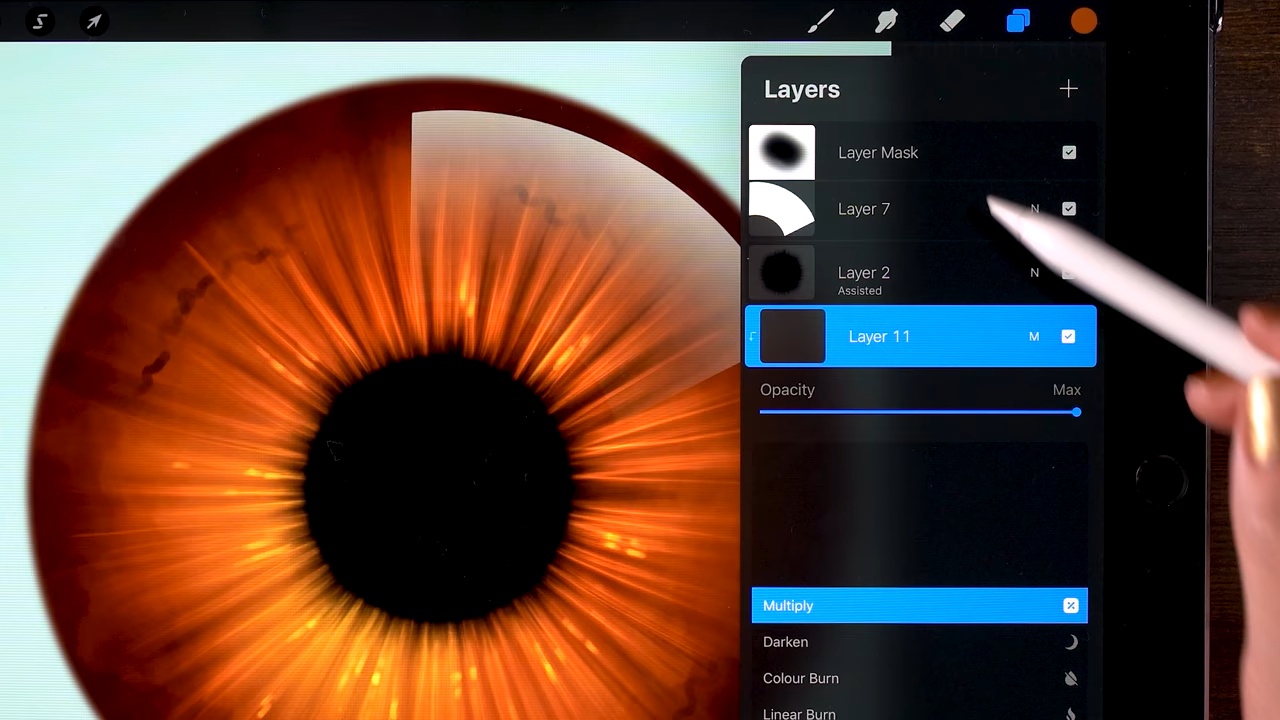 Layers
Layer Mask
Layer 7
N
Layer 2
N
Assisted
Layer 11
M
Opacity
Max
Multiply
Darken
Colour Burn
Linear Burn